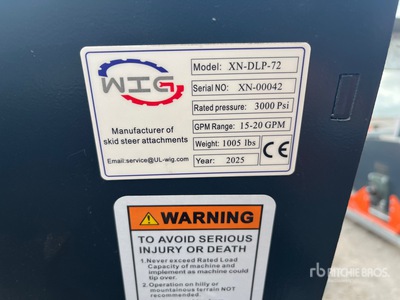 WIG
Manufacturer of
skid steer attachments
Email:service@UL-wig.com
Model: XN-DLP-72
Serial NO: XN-00042
Rated pressure: 3000 Psi
GPM Range: 15-20 GPM
Weight: 1005 lbs
Year: 2025
CE
WARNING
TO AVOID SERIOUS
INJURY OR DEATH
1.Never exceed Rated Load
Capacity of machine and
implement as machine could
tip over.
2.Operation on hilly or
mountainous terrain NOT
recommended.
rb RITCHIE BROS.